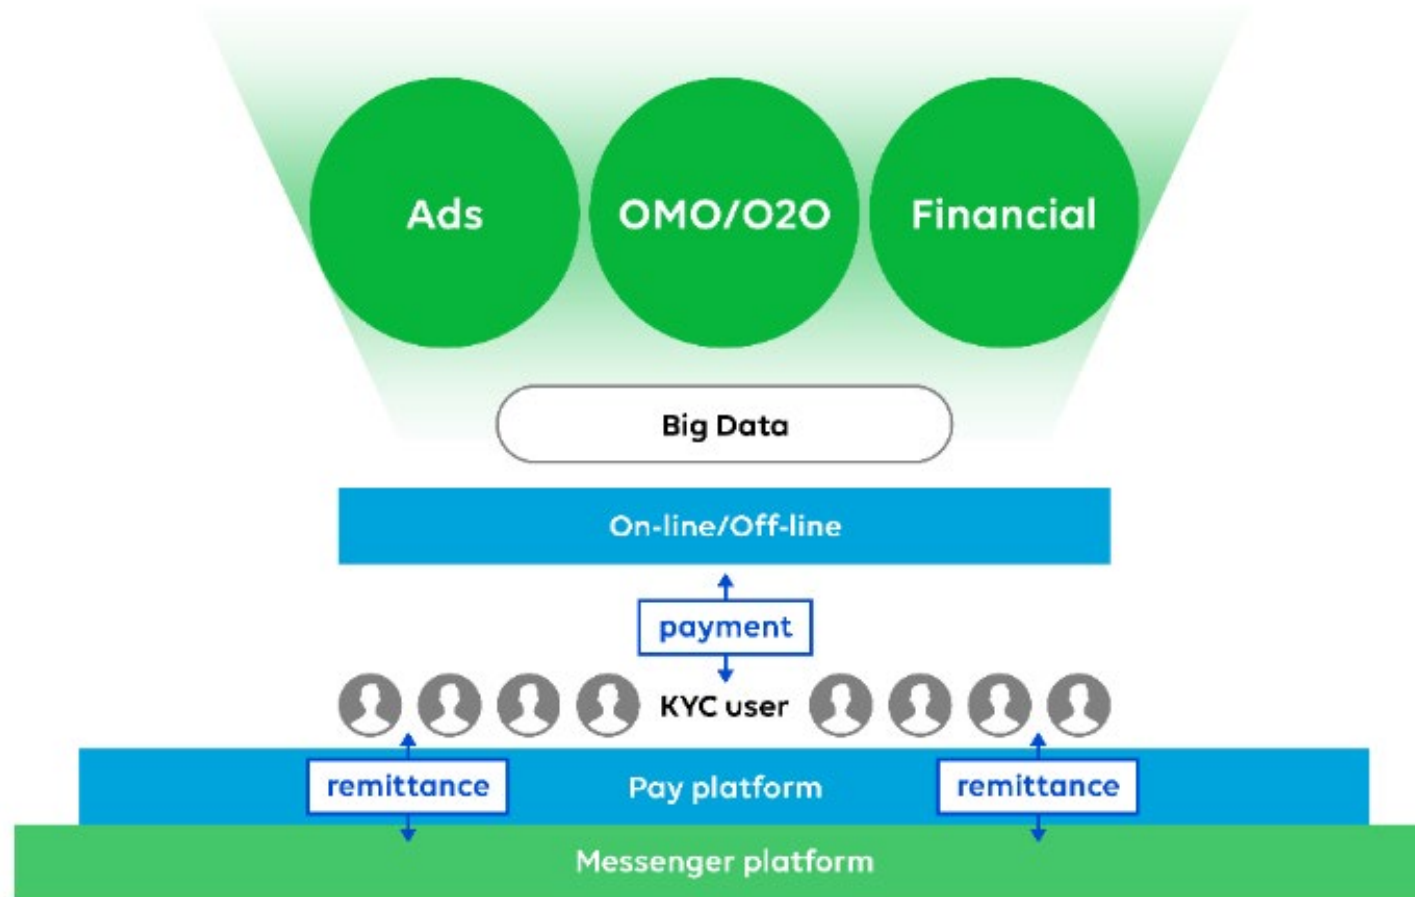 Ads
OMO/O2O
Financial
Big Data
On-line/Off-line
payment
KYC user
remittance
Pay platform
remittance
Messenger platform